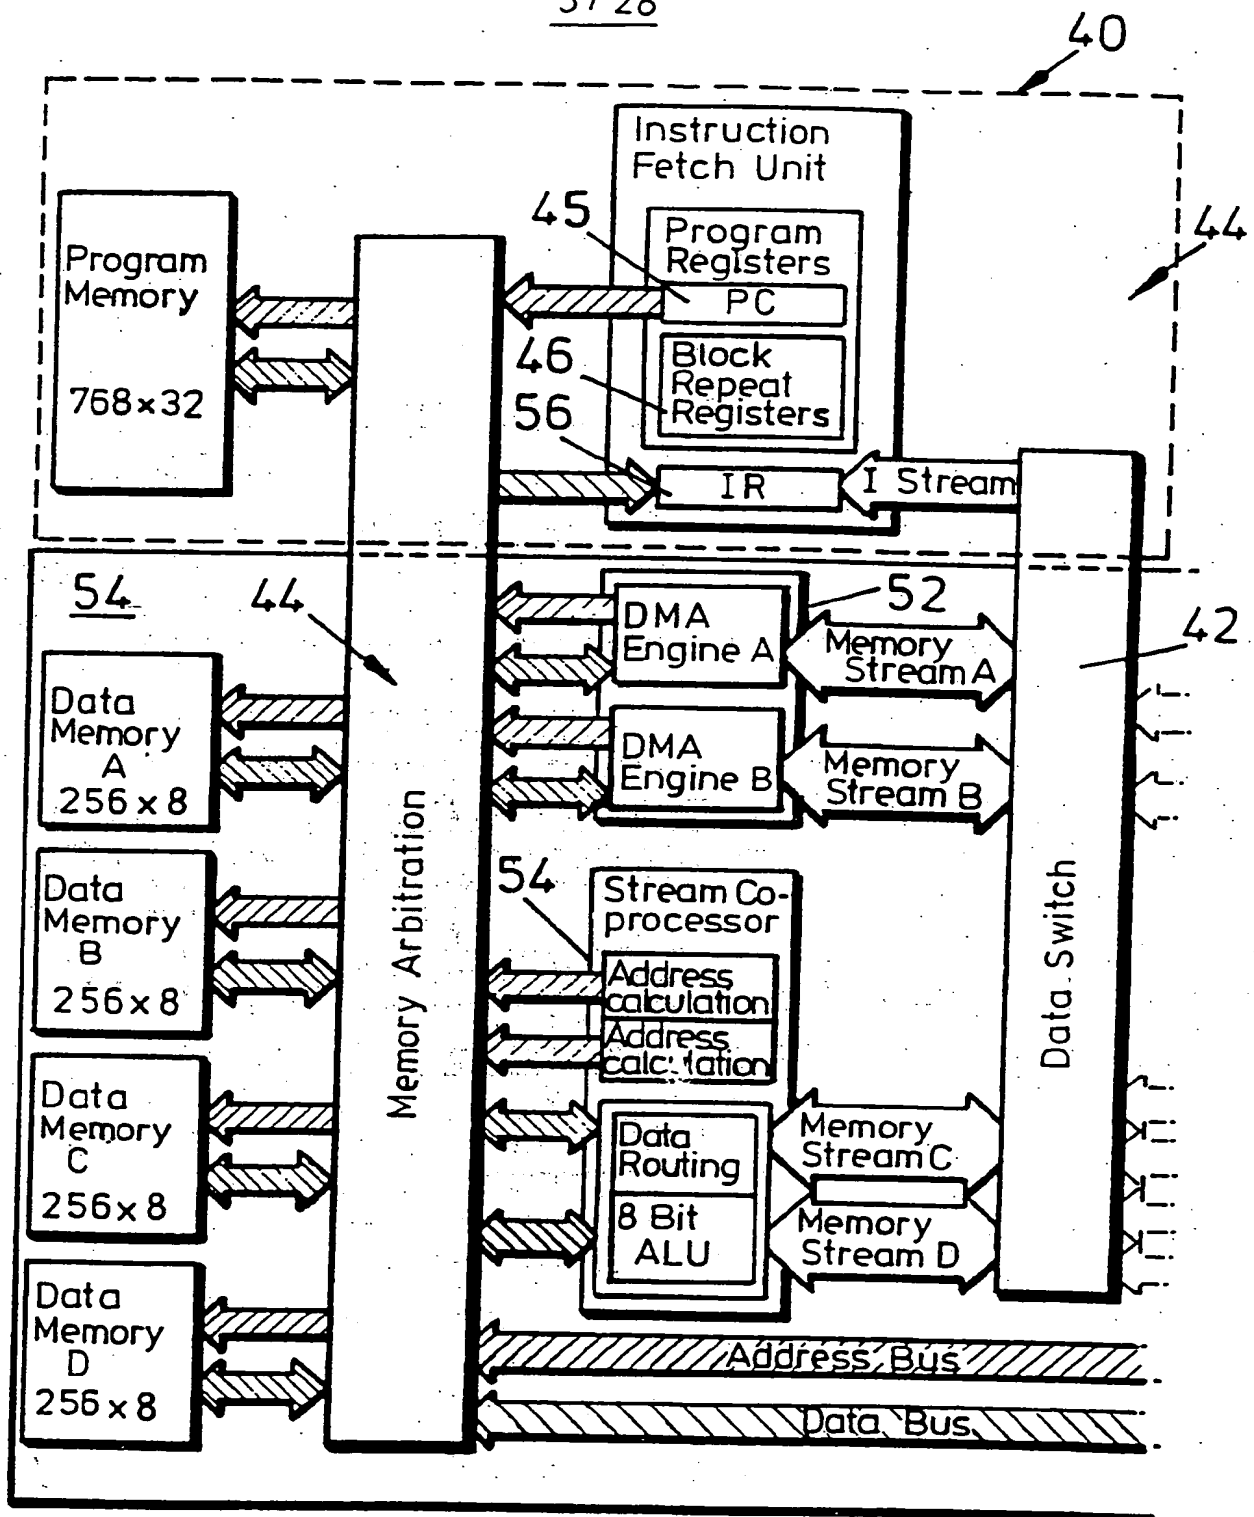 40
Instruction
Fetch Unit
45
Program
Registers
PC
44
Program
Memory
768×32
46
Block
Repeat
Registers
56
IR
I Stream
54
44
DMA
Engine A
52
Memory
Stream A
42
Data
Memory
A
256×8
DMA
Engine B
Memory
Stream B
Memory Arbitration
Data Switch
Data
Memory
B
256×8
54
Stream Co-
processor
Address
calculation
Address
calculation
Data
Memory
C
256×8
Data
Routing
Memory
Stream C
8 Bit
ALU
Memory
Stream D
Data
Memory
D
256×8
Address Bus
Data Bus